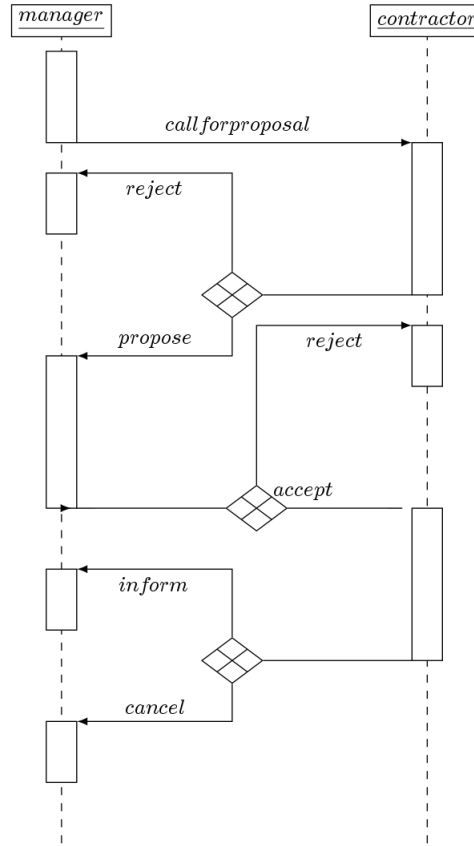 manager
contractor
callforproposal
reject
propose
reject
accept
inform
cancel